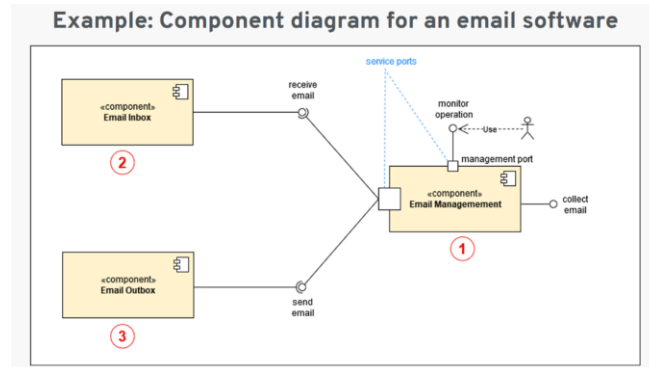 Example: Component diagram for an email software
service ports
receive
email
monitor
operation
«component»
Email Inbox
Use
management port
2
«component»
Email Managemement
collect
email
1
«component»
Email Outbox
send
email
3